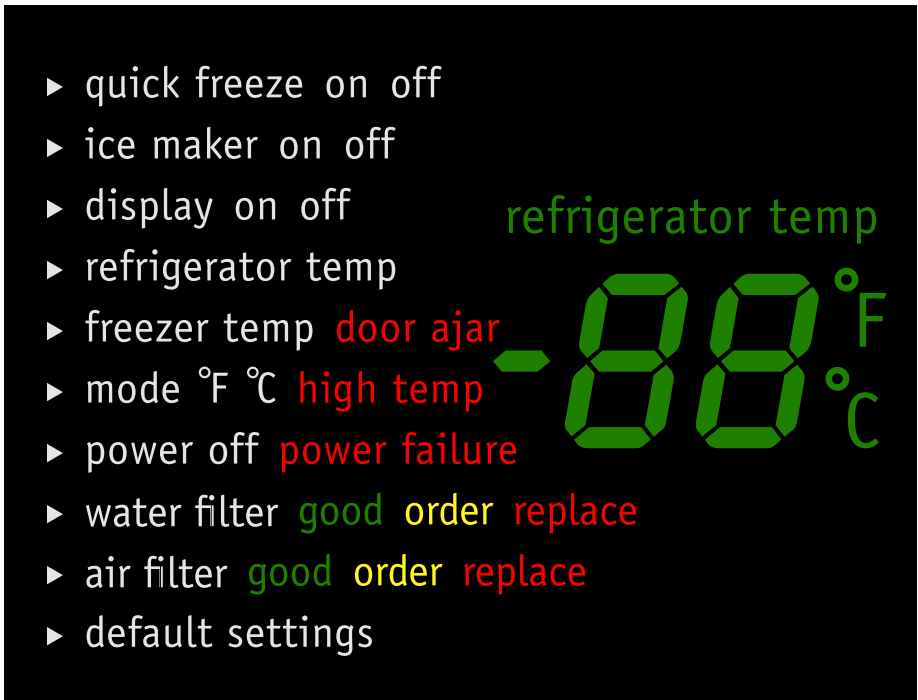 ▸ quick freeze on off
▸ ice maker on off
▸ display on off
refrigerator temp
▸ refrigerator temp
▸ freezer temp door ajar
-88 °F °C
▸ mode °F °C high temp
▸ power off power failure
▸ water filter good order replace
▸ air filter good order replace
▸ default settings